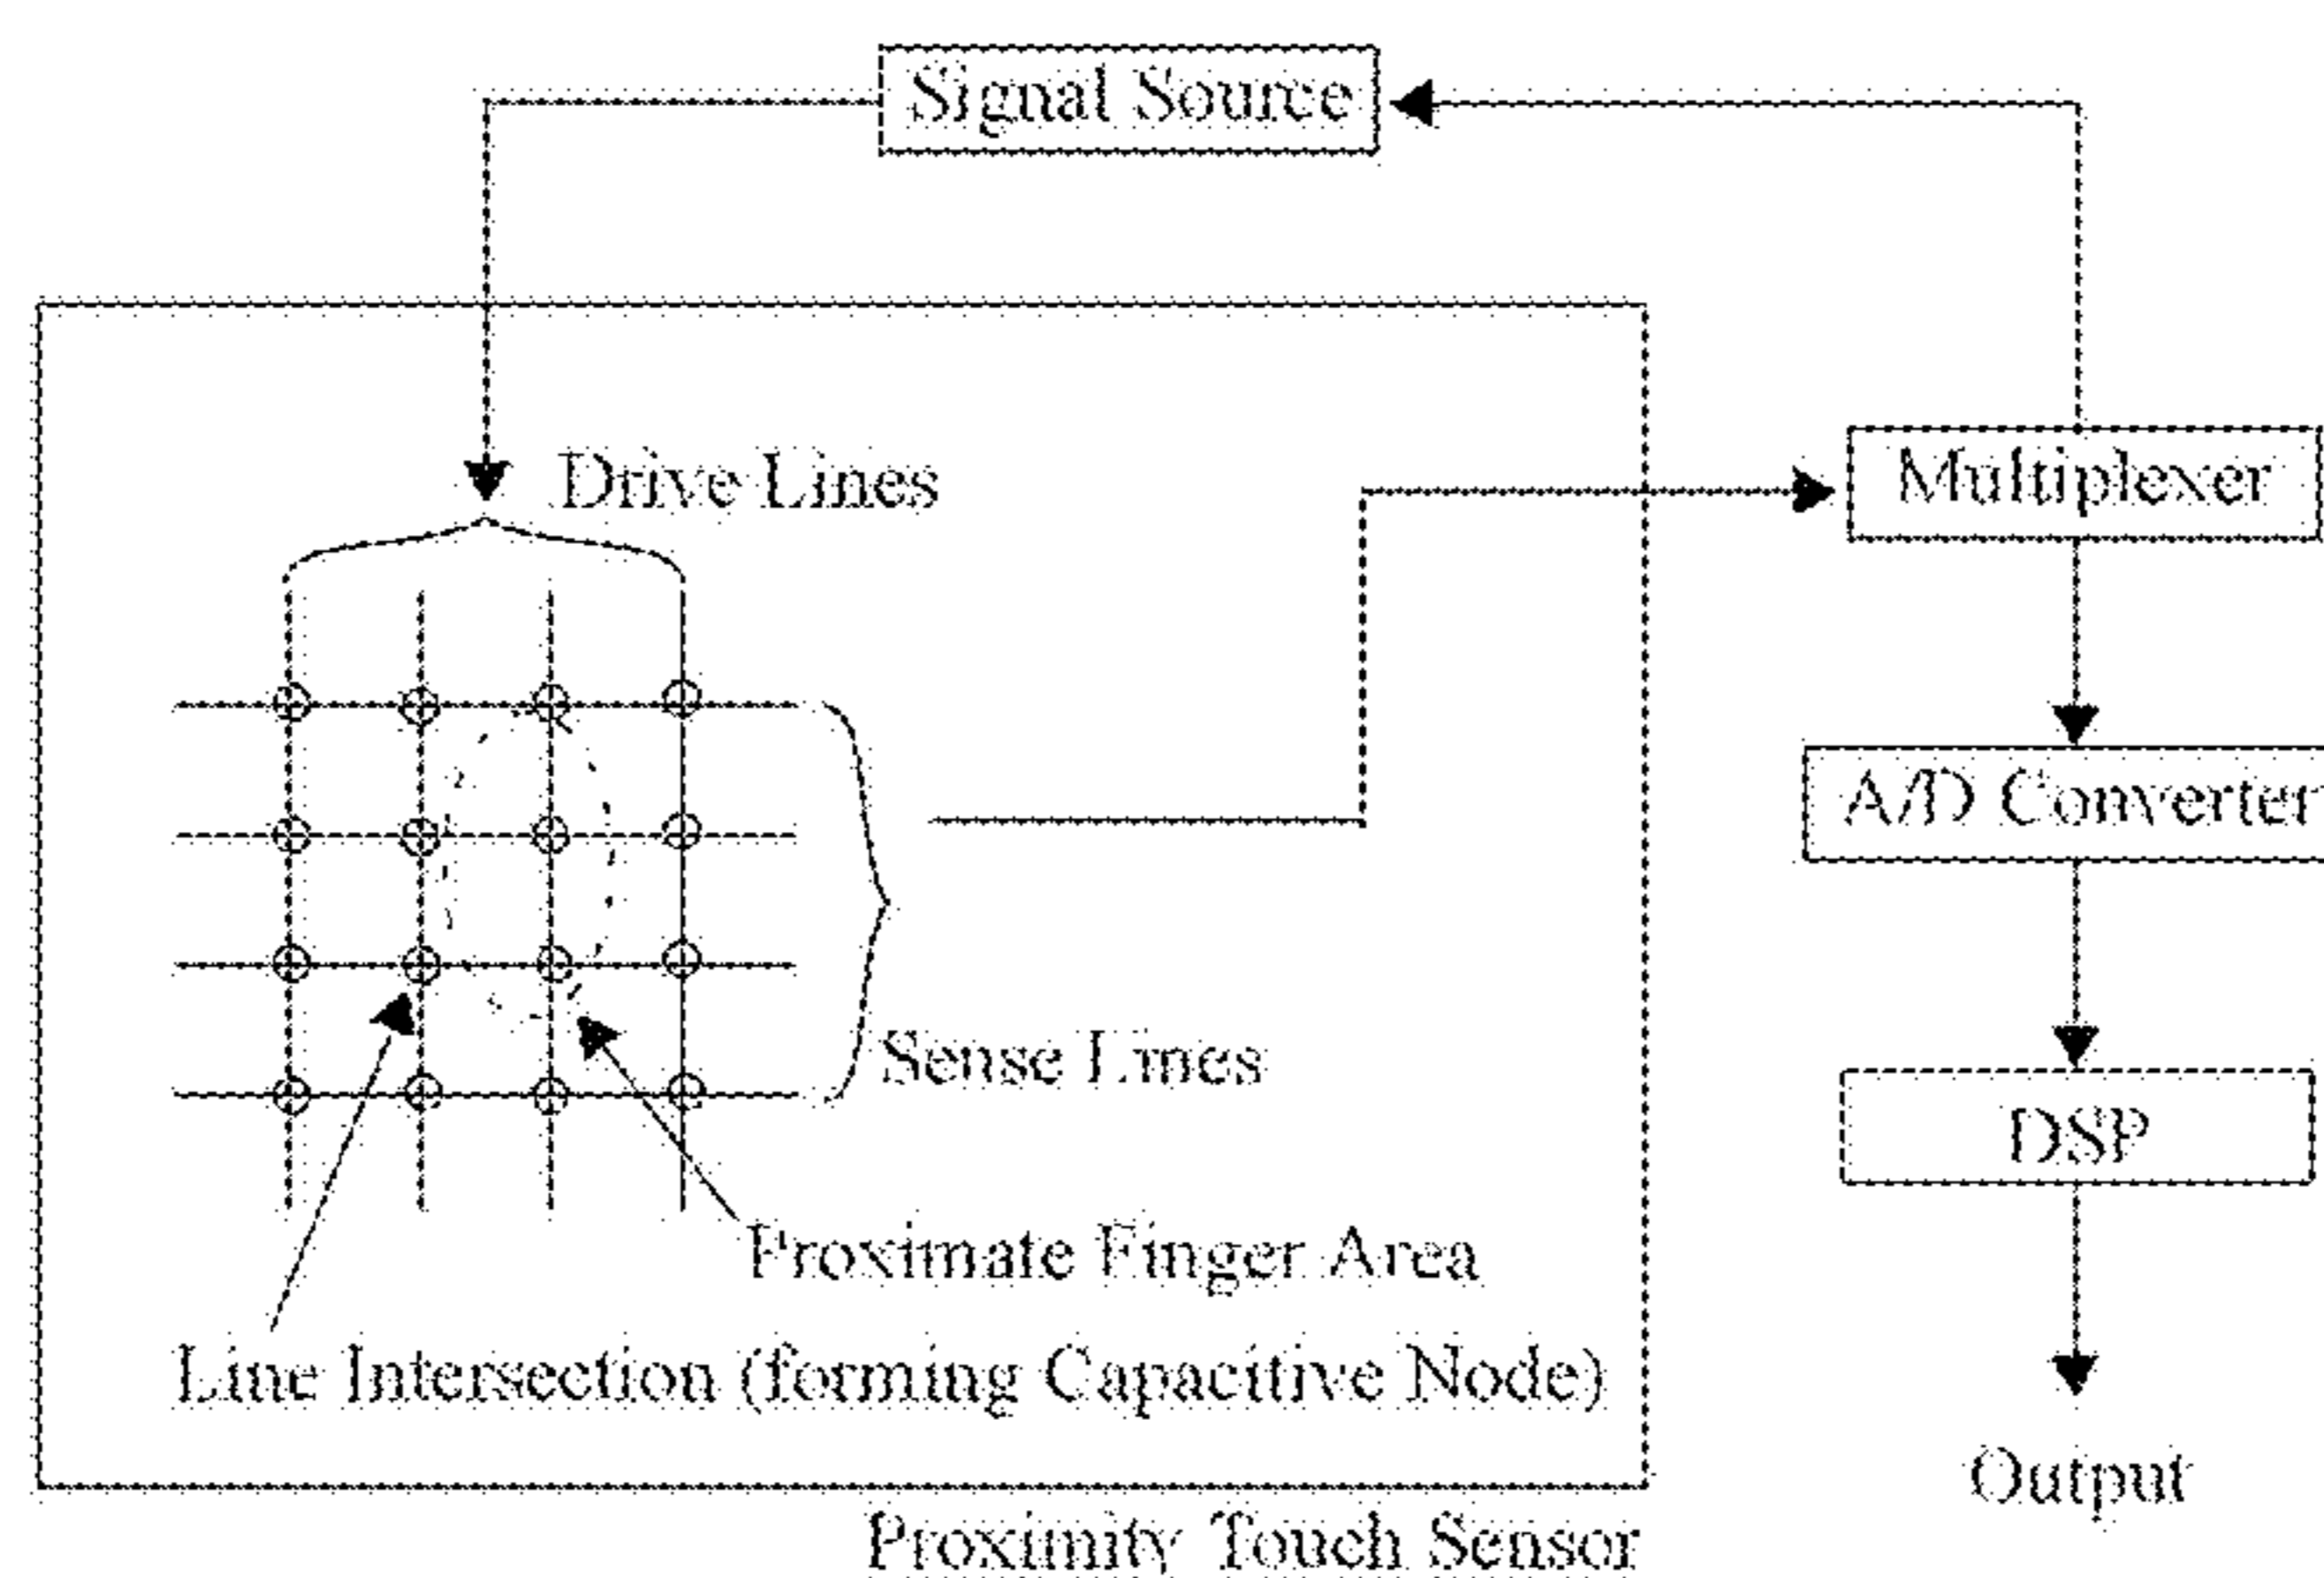 Signal Source
Drive Lines
Multiplexer
A/D Converter
Sense Lines
DSP
Proximate Finger Area
Line Intersection (forming Capacitive Node)
Output
Proximity Touch Sensor